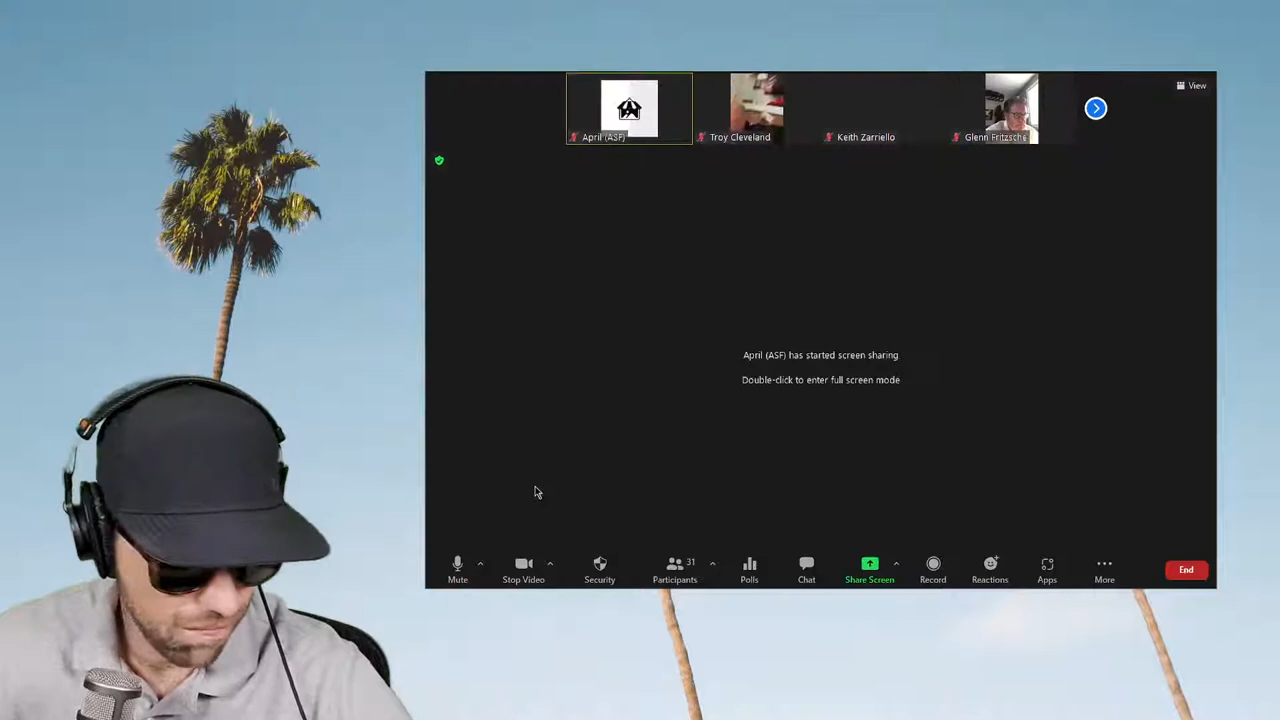 View
April (ASF)
Troy Cleveland
Keith Zarriello
Glenn Fritzsche
April (ASF) has started screen sharing
Double-click to enter full screen mode
31
Mute
Stop Video
Security
Participants
Polls
Chat
Share Screen
Record
Reactions
Apps
More
End